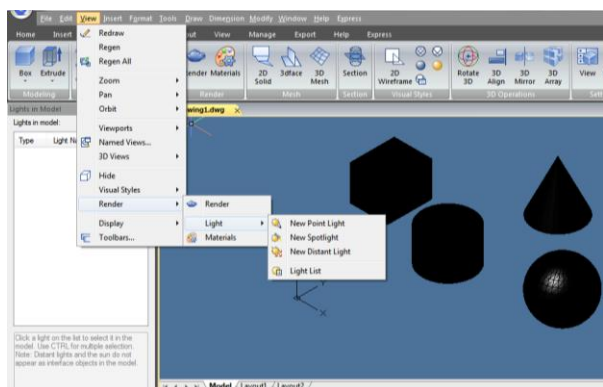 File Edit View Insert Format Tools Draw Dimension Modify Window Help Express
Home Insert out View Manage Export Help Express
Box Extrude
Render Materials
2D Solid 3dface 3D Mesh
Section
2D Wireframe
Rotate 3D 3D Align 3D Mirror 3D Array
View
Modeling Render Mesh Section Visual Styles 3D Operations Sett
Lights in Model
wing1.dwg
Lights in model:
Type Light N
Redraw
Regen
Regen All
Zoom
Pan
Orbit
Viewports
Named Views...
3D Views
Hide
Visual Styles
Render
Display
Toolbars...
Render
Light
Materials
New Point Light
New Spotlight
New Distant Light
Light List
X
Click a light on the list to select it in the
model. Use CTRL for multiple selection.
Note: Distant lights and the sun do not
appear as interface objects in the model.
Model Layout1 Layout2